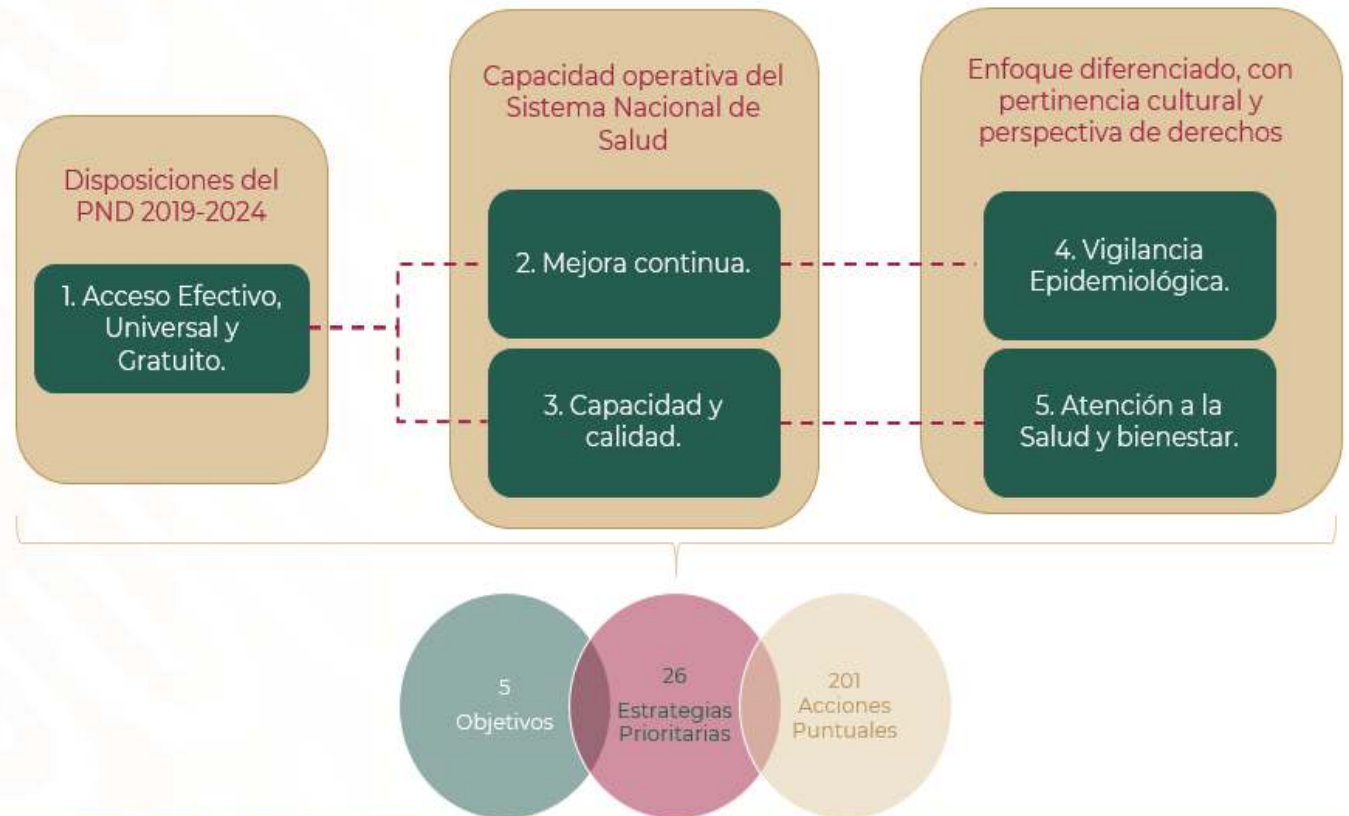 Disposiciones del
PND 2019-2024
1. Acceso Efectivo,
Universal y
Gratuito.
Capacidad operativa del
Sistema Nacional de
Salud
2. Mejora continua.
3. Capacidad y
calidad.
Enfoque diferenciado, con
pertinencia cultural y
perspectiva de derechos
4. Vigilancia
Epidemiológica.
5. Atención a la
Salud y bienestar.
5
Objetivos
26
Estrategias
Prioritarias
201
Acciones
Puntuales